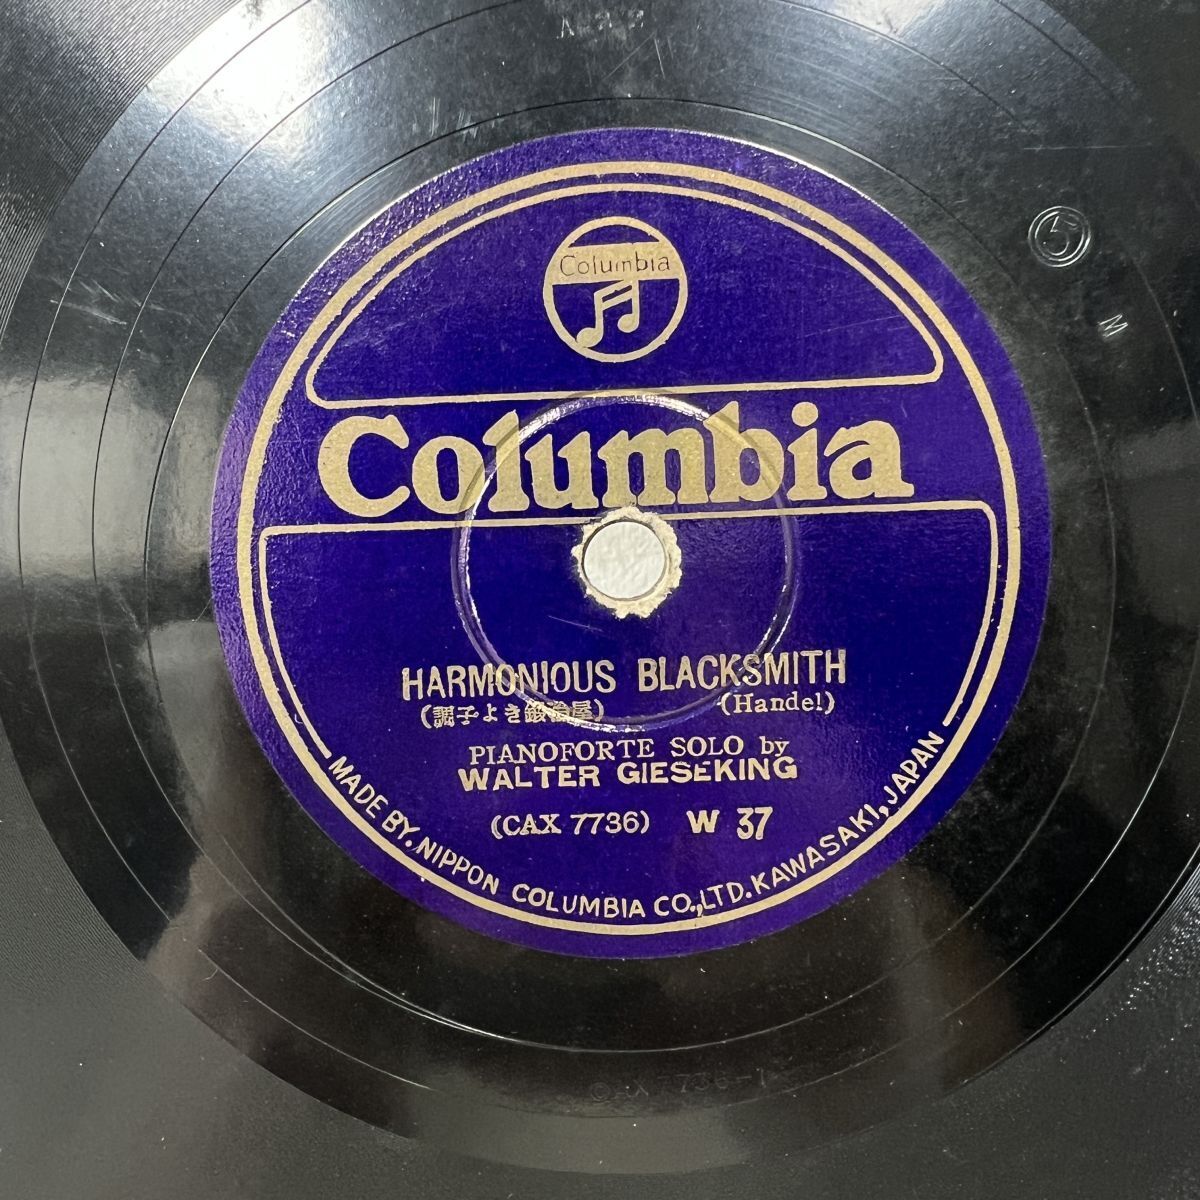 Columbia
Columbia
HARMONIOUS BLACKSMITH
(調子よき鍛冶屋) (Handel)
PIANOFORTE SOLO by
WALTER GIESEKING
(CAX 7736) W 37
MADE BY. NIPPON COLUMBIA CO., LTD. KAWASAKI, JAPAN
5
M